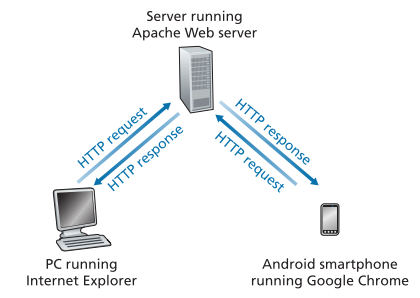 Server running
Apache Web server
HTTP request
HTTP response
HTTP response
HTTP request
PC running
Internet Explorer
Android smartphone
running Google Chrome